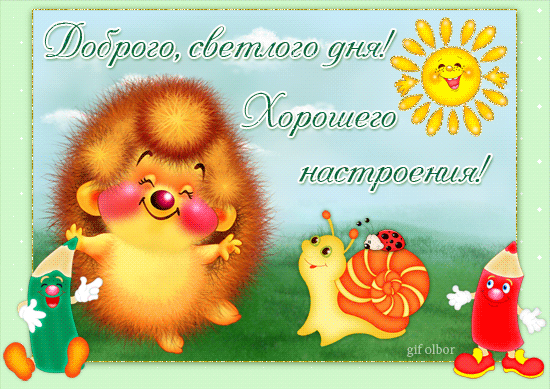 Доброго, светлого дня!
Хорошего
настроения!
gif olbor